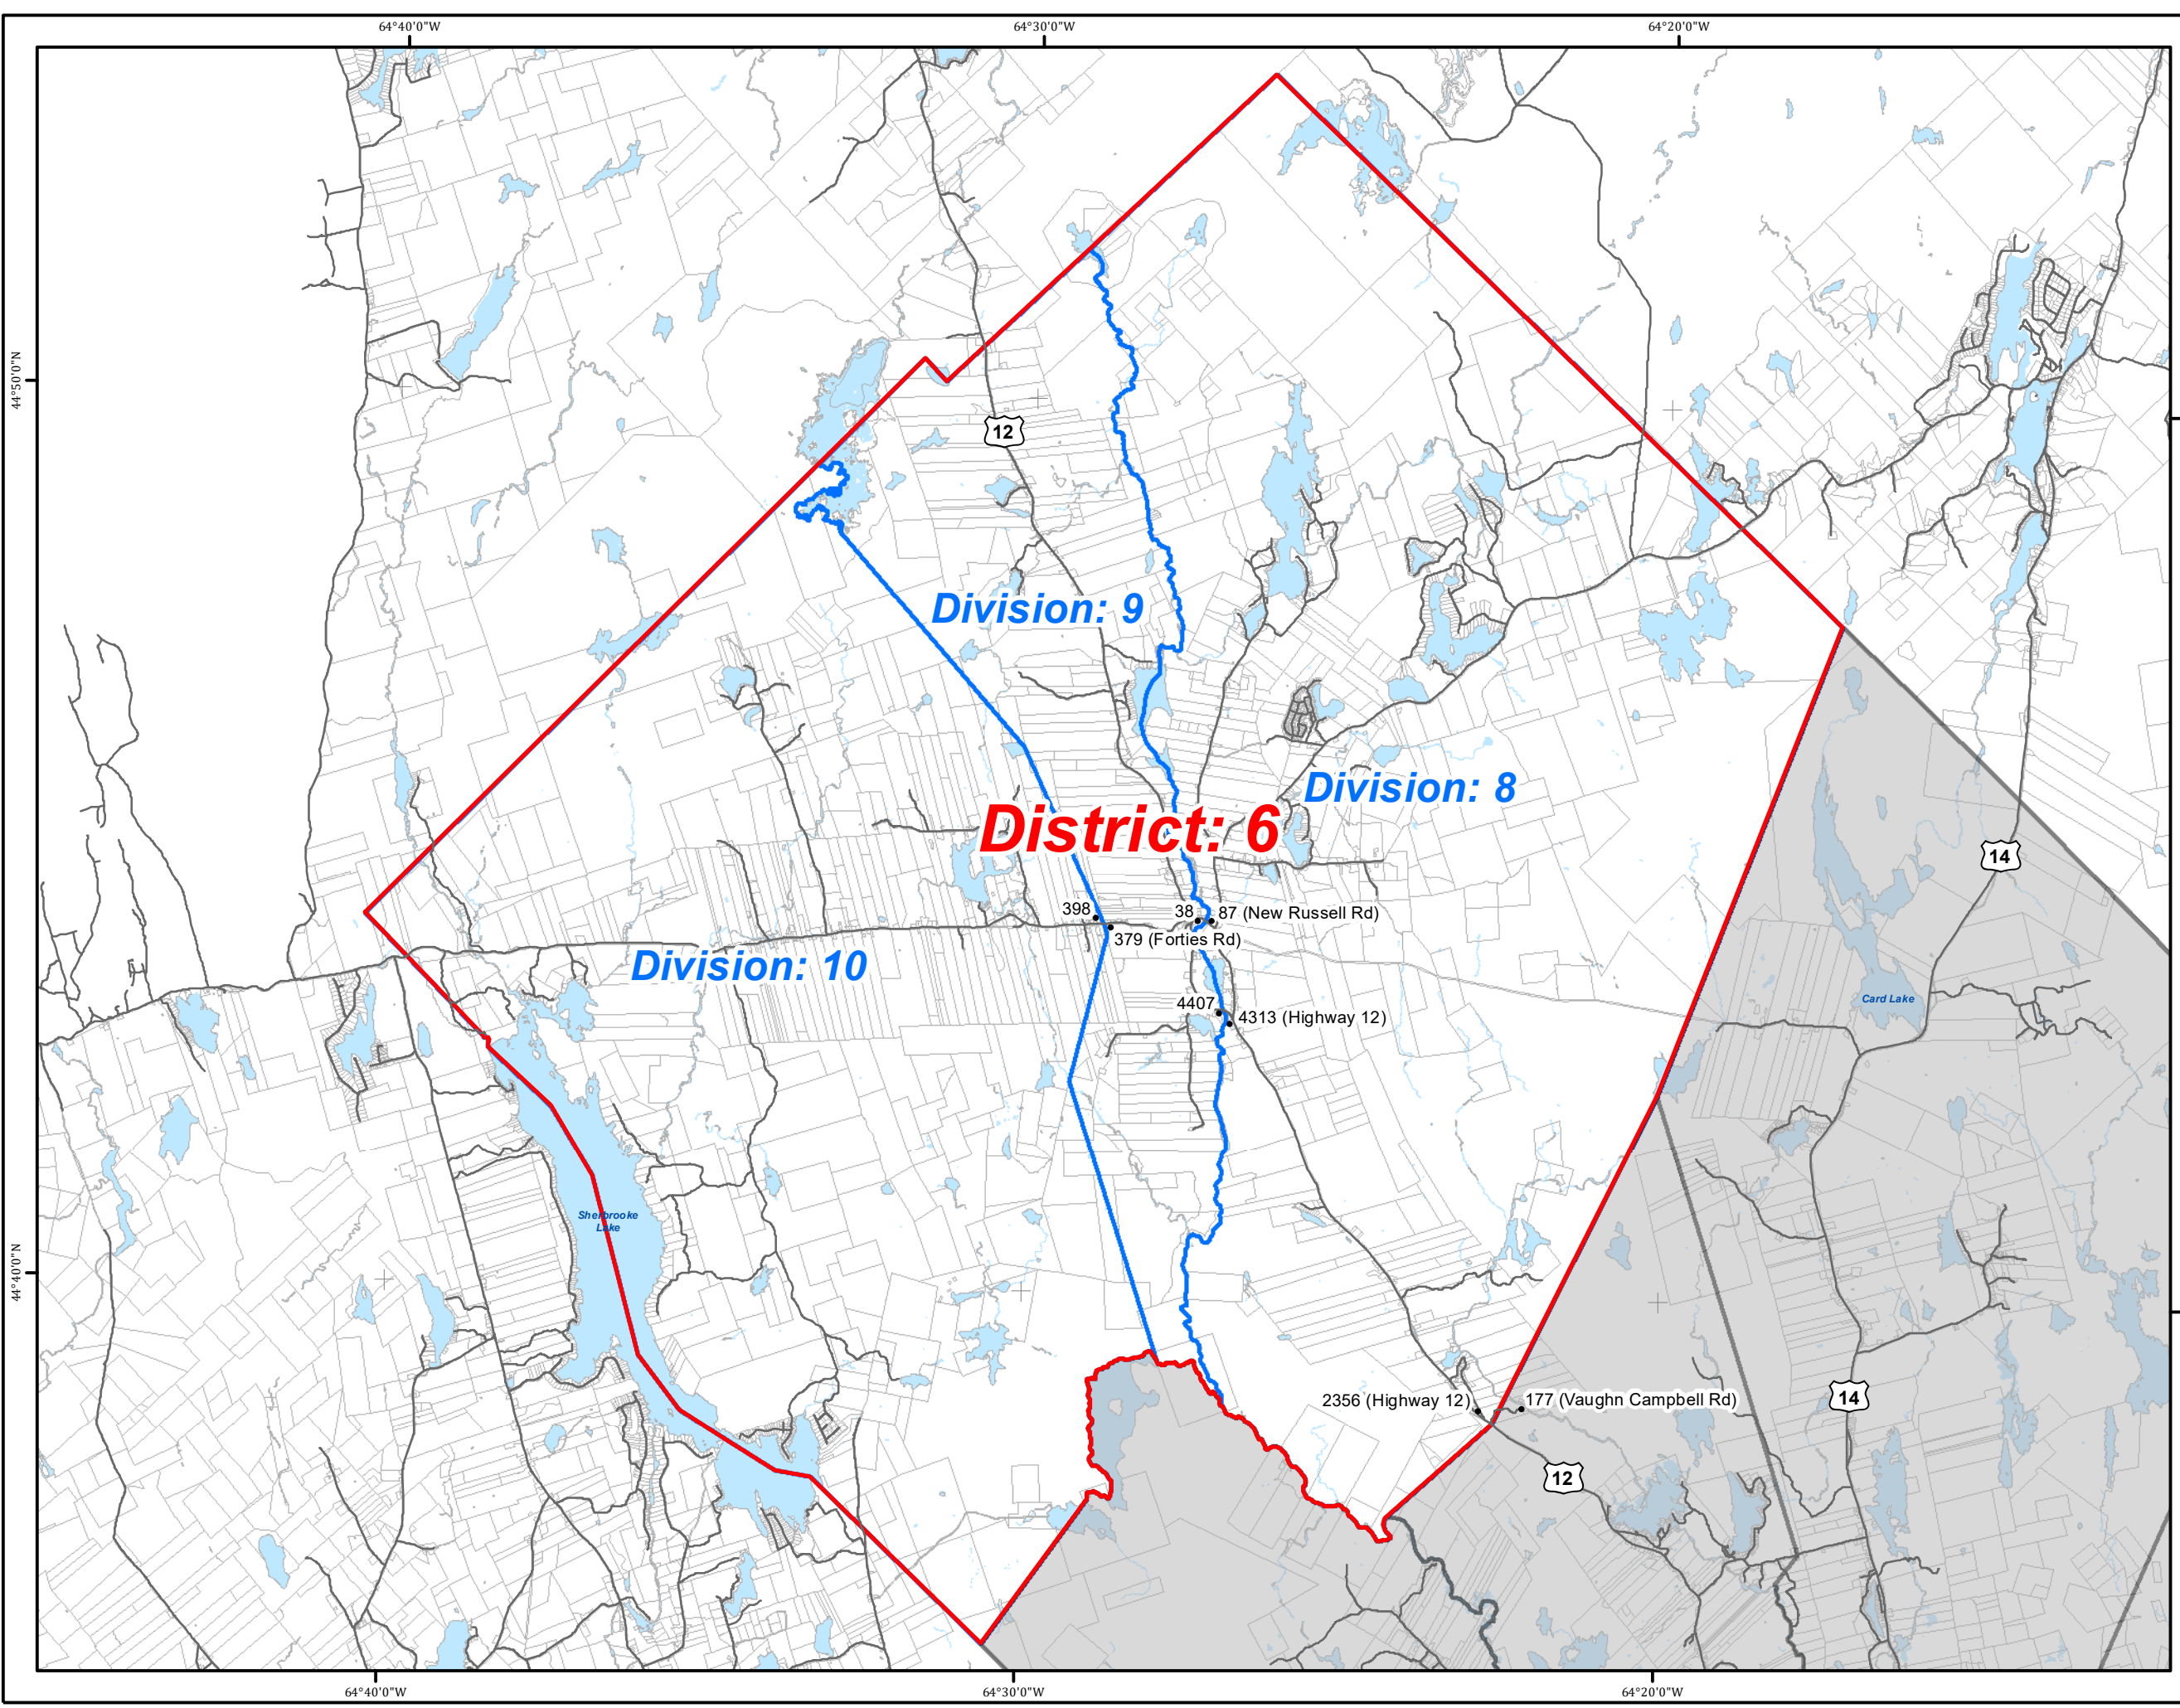 64°40'0"W
64°30'0"W
64°20'0"W
44°50'0"N
12
Division: 9
Division: 8
District: 6
14
398
38
87 (New Russell Rd)
379 (Forties Rd)
Division: 10
Card Lake
4407
4313 (Highway 12)
Sherbrooke
Lake
44°40'0"N
2356 (Highway 12)
177 (Vaughn Campbell Rd)
14
12
64°40'0"W
64°30'0"W
64°20'0"W